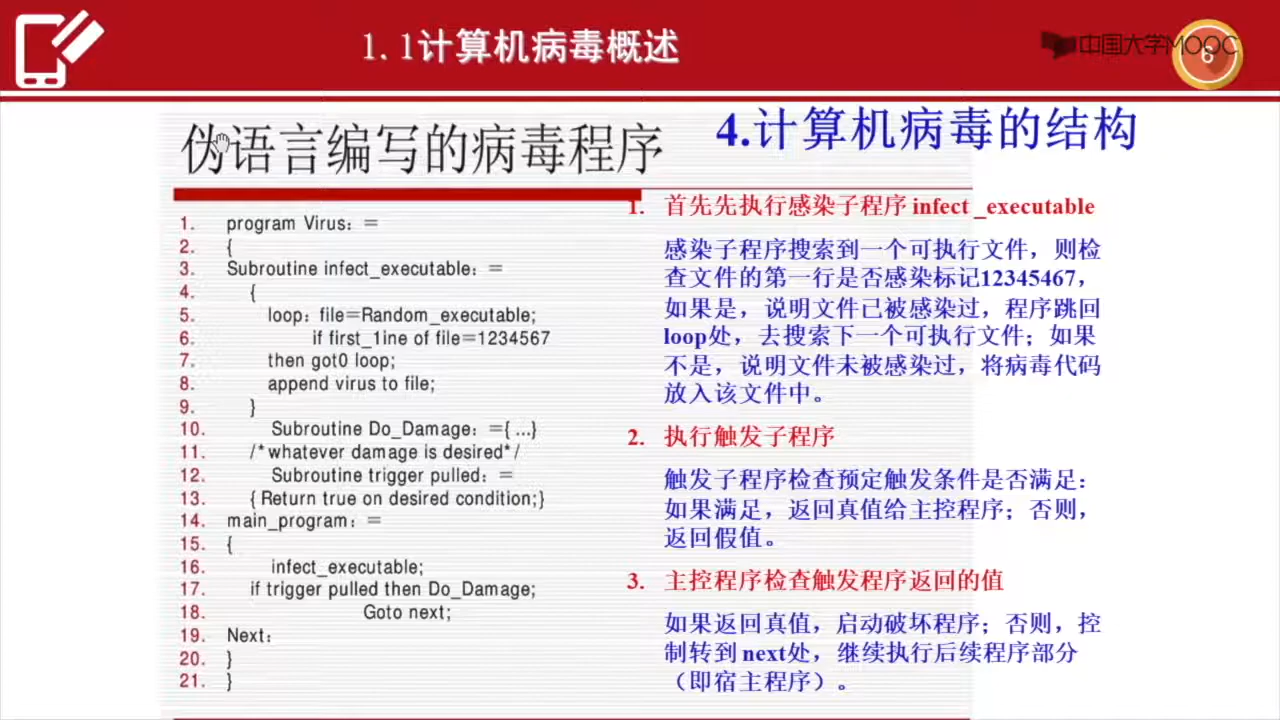 1.1计算机病毒概述
中国大学MOOC
6
伪语言编写的病毒程序
1. program Virus：＝
2. {
3. Subroutine infect_executable：＝
4. {
5. loop：file=Random_executable;
6. if first_1ine of file=1234567
7. then got0 loop;
8. append virus to file;
9. }
10. Subroutine Do_Damage：={ ...}
11. /*whatever damage is desired*/
12. Subroutine trigger pulled：＝
13. { Return true on desired condition;}
14. main_program：＝
15. {
16. infect_executable;
17. if trigger pulled then Do_Damage;
18. Goto next;
19. Next：
20. }
21. }
4.计算机病毒的结构
1. 首先先执行感染子程序 infect _executable
感染子程序搜索到一个可执行文件，则检
查文件的第一行是否感染标记12345467，
如果是，说明文件已被感染过，程序跳回
loop处，去搜索下一个可执行文件；如果
不是，说明文件未被感染过，将病毒代码
放入该文件中。
2. 执行触发子程序
触发子程序检查预定触发条件是否满足：
如果满足，返回真值给主控程序；否则，
返回假值。
3. 主控程序检查触发程序返回的值
如果返回真值，启动破坏程序；否则，控
制转到 next处，继续执行后续程序部分
（即宿主程序）。